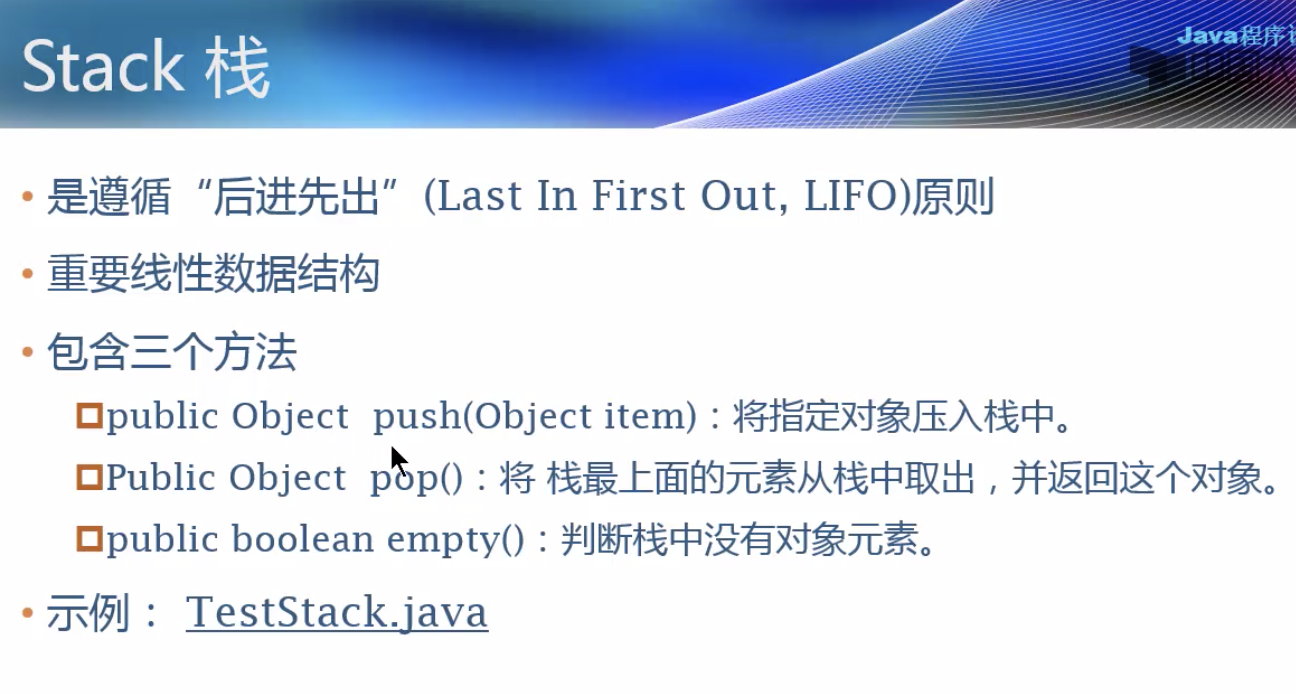 Stack 栈
Java程序
• 是遵循“后进先出”(Last In First Out, LIFO)原则
• 重要线性数据结构
• 包含三个方法
public Object push(Object item)：将指定对象压入栈中。
Public Object pop()：将 栈最上面的元素从栈中取出，并返回这个对象。
public boolean empty()：判断栈中没有对象元素。
• 示例： TestStack.java